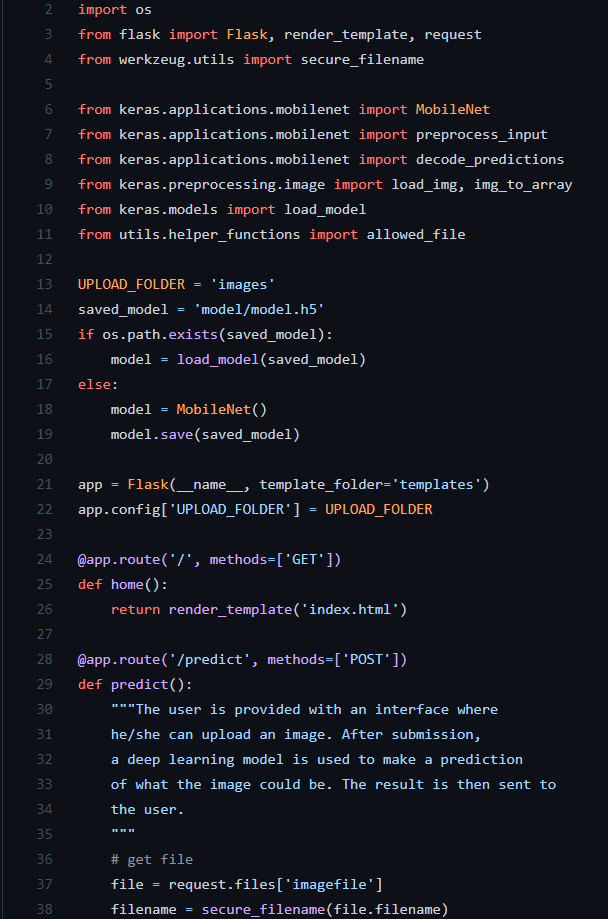 2 import os
3 from flask import Flask, render_template, request
4 from werkzeug.utils import secure_filename
5
6 from keras.applications.mobilenet import MobileNet
7 from keras.applications.mobilenet import preprocess_input
8 from keras.applications.mobilenet import decode_predictions
9 from keras.preprocessing.image import load_img, img_to_array
10 from keras.models import load_model
11 from utils.helper_functions import allowed_file
12
13 UPLOAD_FOLDER = 'images'
14 saved_model = 'model/model.h5'
15 if os.path.exists(saved_model):
16     model = load_model(saved_model)
17 else:
18     model = MobileNet()
19     model.save(saved_model)
20
21 app = Flask(__name__, template_folder='templates')
22 app.config['UPLOAD_FOLDER'] = UPLOAD_FOLDER
23
24 @app.route('/', methods=['GET'])
25 def home():
26     return render_template('index.html')
27
28 @app.route('/predict', methods=['POST'])
29 def predict():
30     """The user is provided with an interface where
31     he/she can upload an image. After submission,
32     a deep learning model is used to make a prediction
33     of what the image could be. The result is then sent to
34     the user.
35     """
36     # get file
37     file = request.files['imagefile']
38     filename = secure_filename(file.filename)